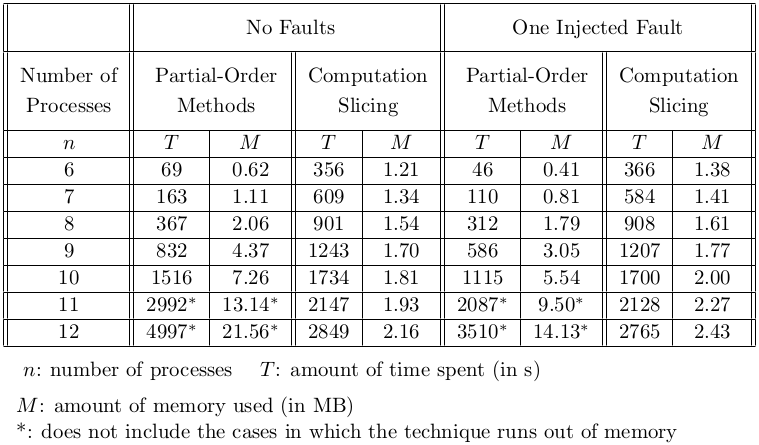 No Faults One Injected Fault
Number of Partial-Order Computation Partial-Order Computation
Processes Methods Slicing Methods Slicing
n T M T M T M T M
6 69 0.62 356 1.21 46 0.41 366 1.38
7 163 1.11 609 1.34 110 0.81 584 1.41
8 367 2.06 901 1.54 312 1.79 908 1.61
9 832 4.37 1243 1.70 586 3.05 1207 1.77
10 1516 7.26 1734 1.81 1115 5.54 1700 2.00
11 2992* 13.14* 2147 1.93 2087* 9.50* 2128 2.27
12 4997* 21.56* 2849 2.16 3510* 14.13* 2765 2.43
n: number of processes T: amount of time spent (in s)
M: amount of memory used (in MB)
*: does not include the cases in which the technique runs out of memory